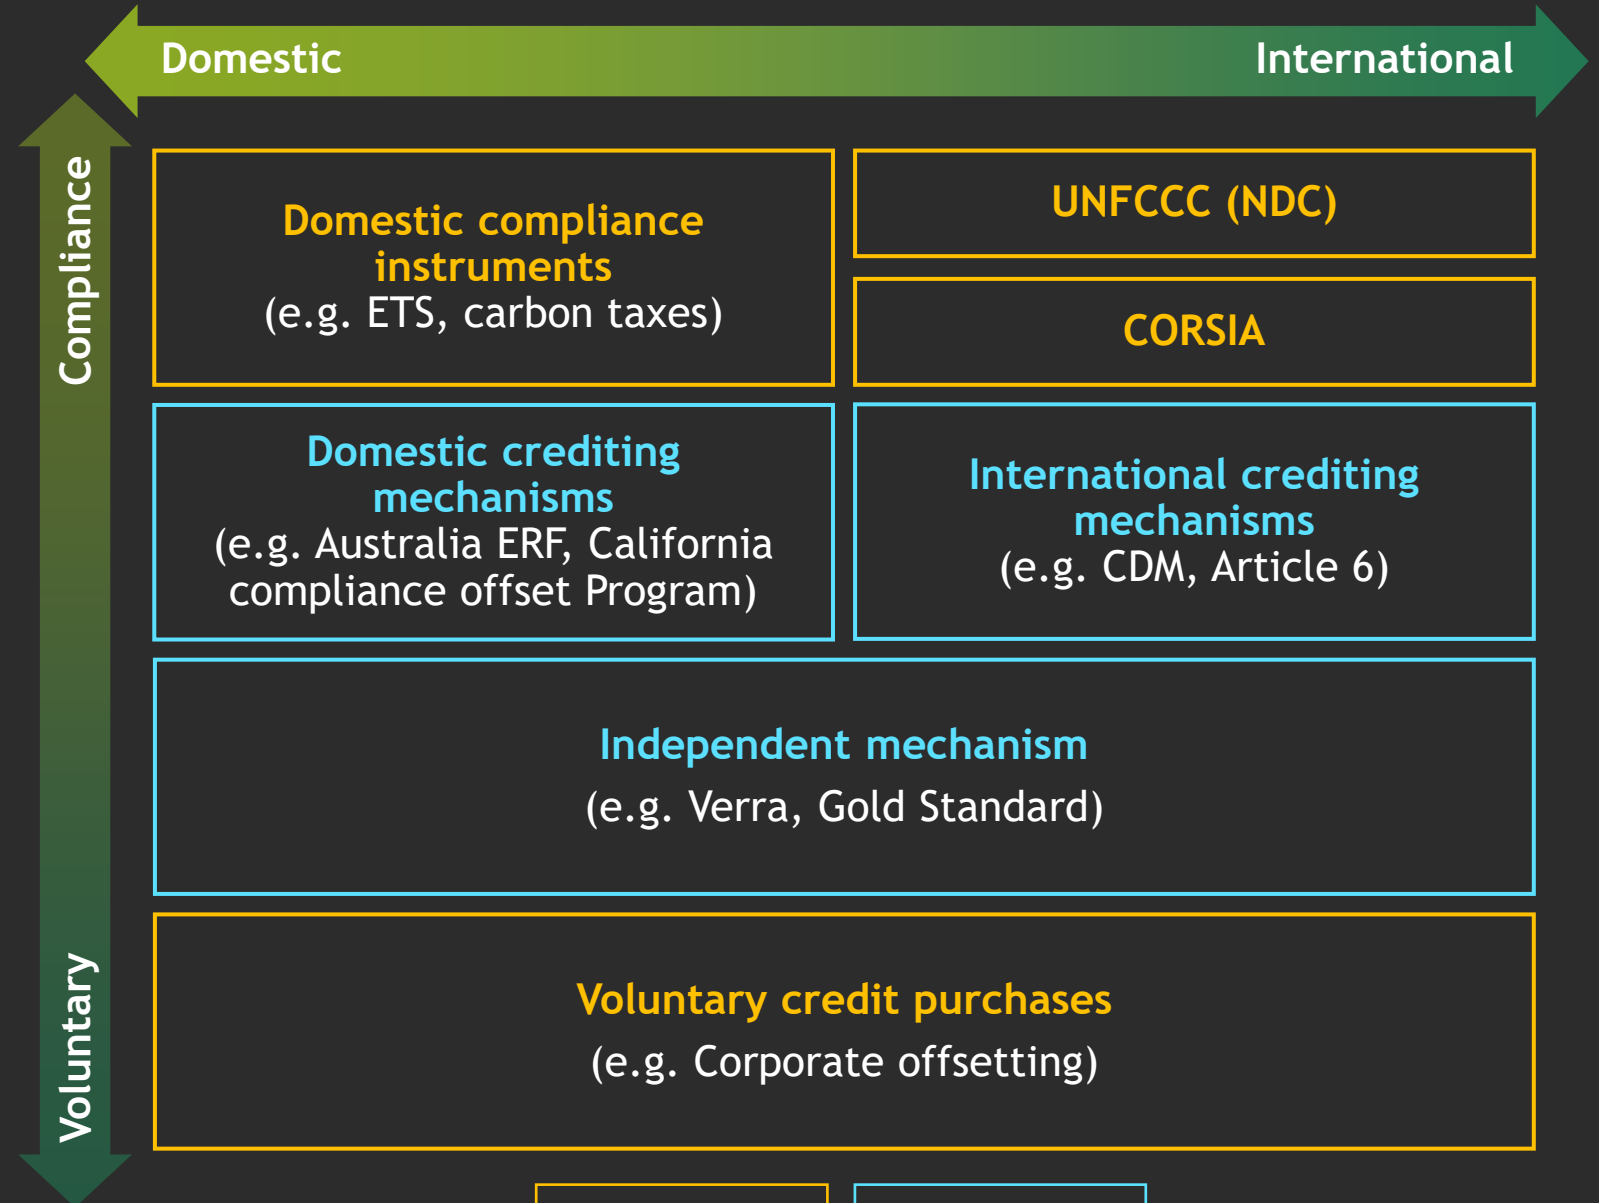 Domestic
International
Compliance
Domestic compliance
instruments
(e.g. ETS, carbon taxes)
UNFCCC (NDC)
CORSIA
Domestic crediting
mechanisms
(e.g. Australia ERF, California
compliance offset Program)
International crediting
mechanisms
(e.g. CDM, Article 6)
Independent mechanism
(e.g. Verra, Gold Standard)
Voluntary credit purchases
(e.g. Corporate offsetting)
Voluntary